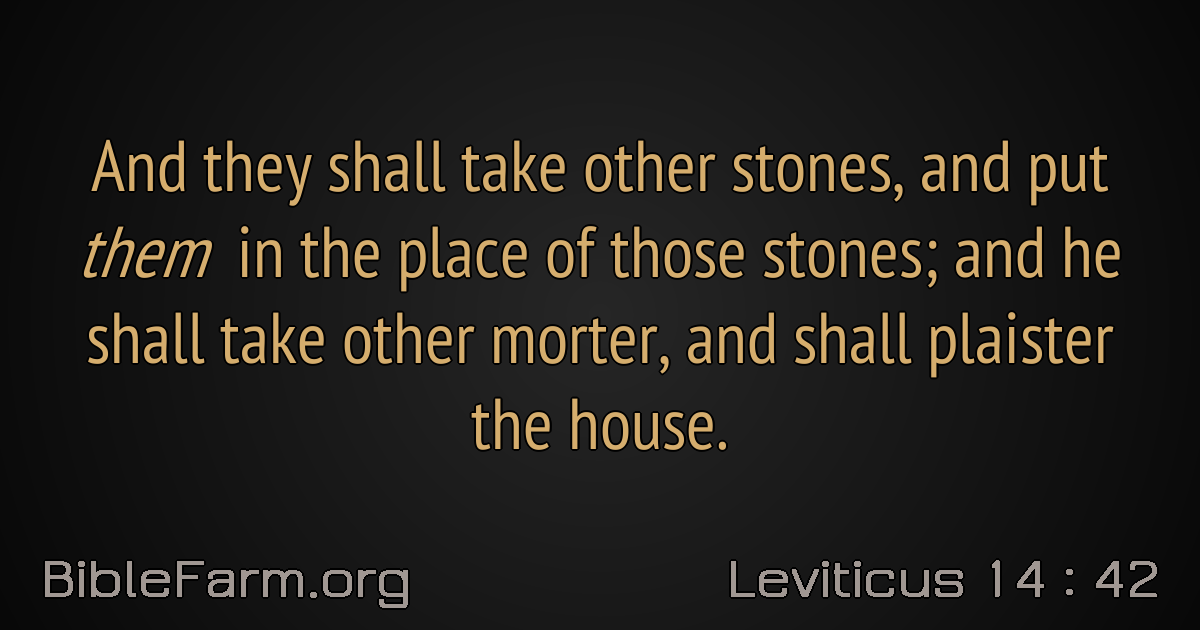 And they shall take other stones, and put
them in the place of those stones; and he
shall take other morter, and shall plaister
the house.
BibleFarm.org
Leviticus 14 : 42